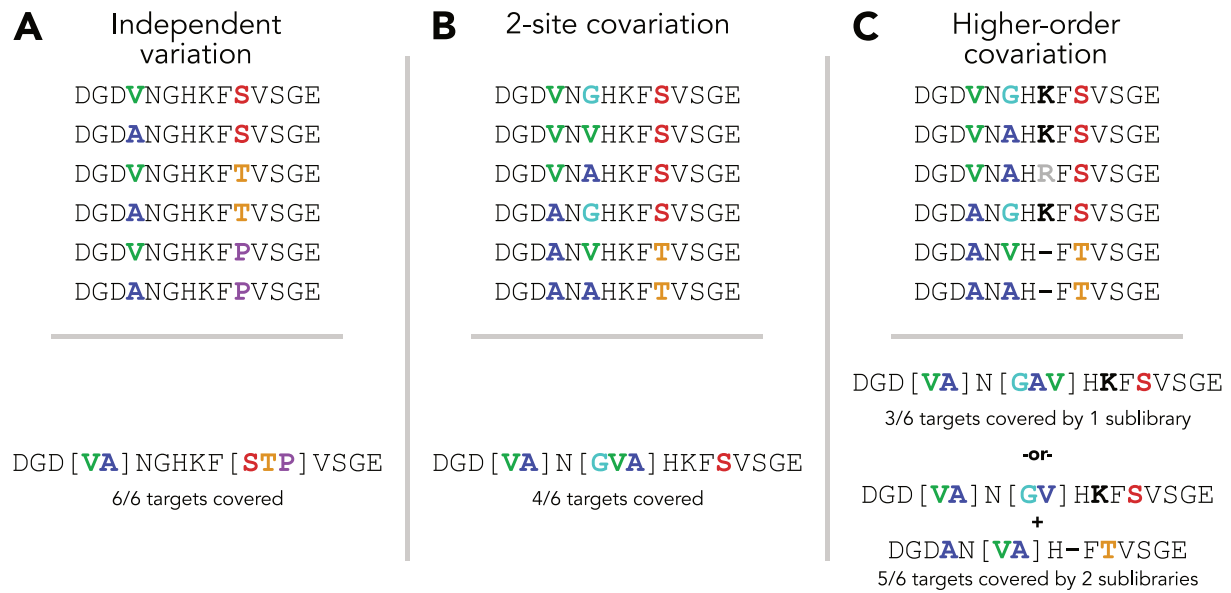 A
Independent
variation
DGDVNGHKFSVSGE
DGDANGHKFSVSGE
DGDVNGHKFTVSGE
DGDANGHKFTVSGE
DGDVNGHKFPVSGE
DGDANGHKFPVSGE
DGD[VA]NGHKF[STP]VSGE
6/6 targets covered
B
2-site covariation
DGDVNGHKFSVSGE
DGDVNVHKFSVSGE
DGDVNAHKFSVSGE
DGDANGHKFSVSGE
DGDANVHKFTVSGE
DGDANAHKFTVSGE
DGD[VA]N[GVA]HKFSVSGE
4/6 targets covered
C
Higher-order
covariation
DGDVNGHKFSVSGE
DGDVNAHKFSVSGE
DGDVNAHRFSVSGE
DGDANGHKFSVSGE
DGDANVH-FTVSGE
DGDANAH-FTVSGE
DGD[VA]N[GAV]HKFSVSGE
3/6 targets covered by 1 sublibrary
-or-
DGD[VA]N[GV]HKFSVSGE
+
DGDAN[VA]H-FTVSGE
5/6 targets covered by 2 sublibraries